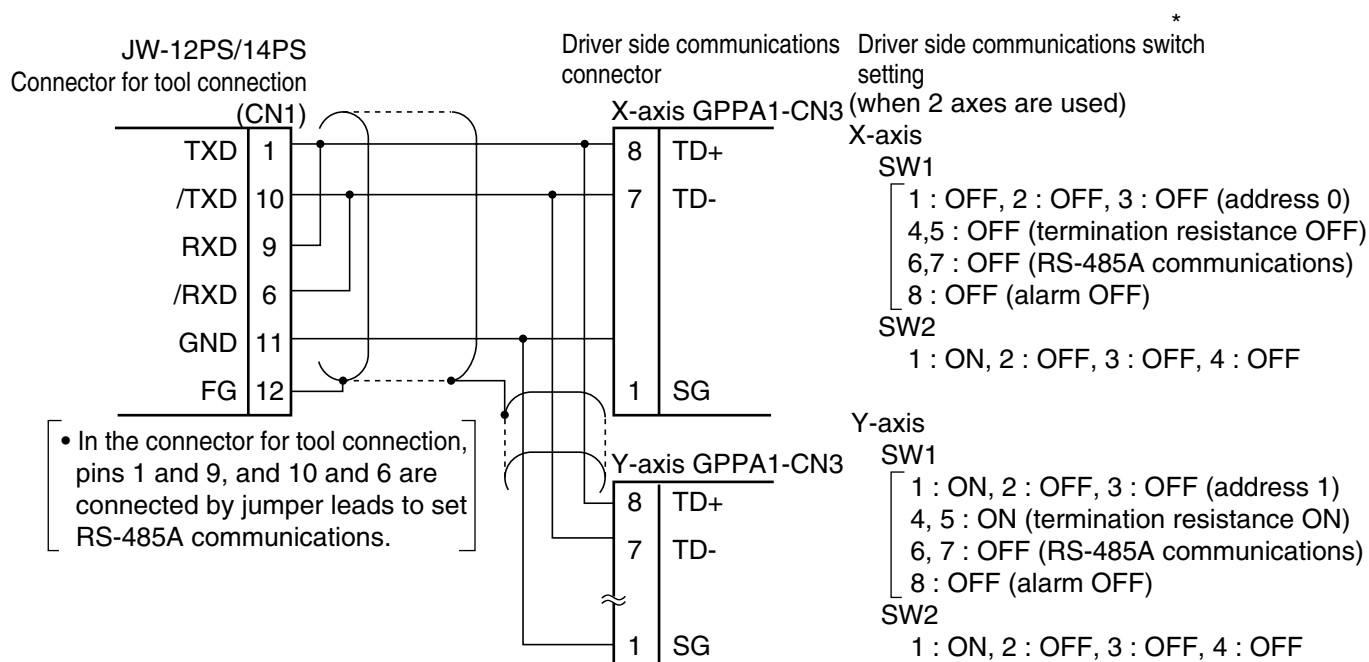 JW-12PS/14PS
Connector for tool connection
(CN1)
TXD 1
/TXD 10
RXD 9
/RXD 6
GND 11
FG 12
• In the connector for tool connection,
pins 1 and 9, and 10 and 6 are
connected by jumper leads to set
RS-485A communications.
Driver side communications
connector
X-axis GPPA1-CN3
8 TD+
7 TD-
1 SG
Y-axis GPPA1-CN3
8 TD+
7 TD-
1 SG
*
Driver side communications switch
setting
(when 2 axes are used)
X-axis
SW1
1 : OFF, 2 : OFF, 3 : OFF (address 0)
4,5 : OFF (termination resistance OFF)
6,7 : OFF (RS-485A communications)
8 : OFF (alarm OFF)
SW2
1 : ON, 2 : OFF, 3 : OFF, 4 : OFF
Y-axis
SW1
1 : ON, 2 : OFF, 3 : OFF (address 1)
4, 5 : ON (termination resistance ON)
6, 7 : OFF (RS-485A communications)
8 : OFF (alarm OFF)
SW2
1 : ON, 2 : OFF, 3 : OFF, 4 : OFF